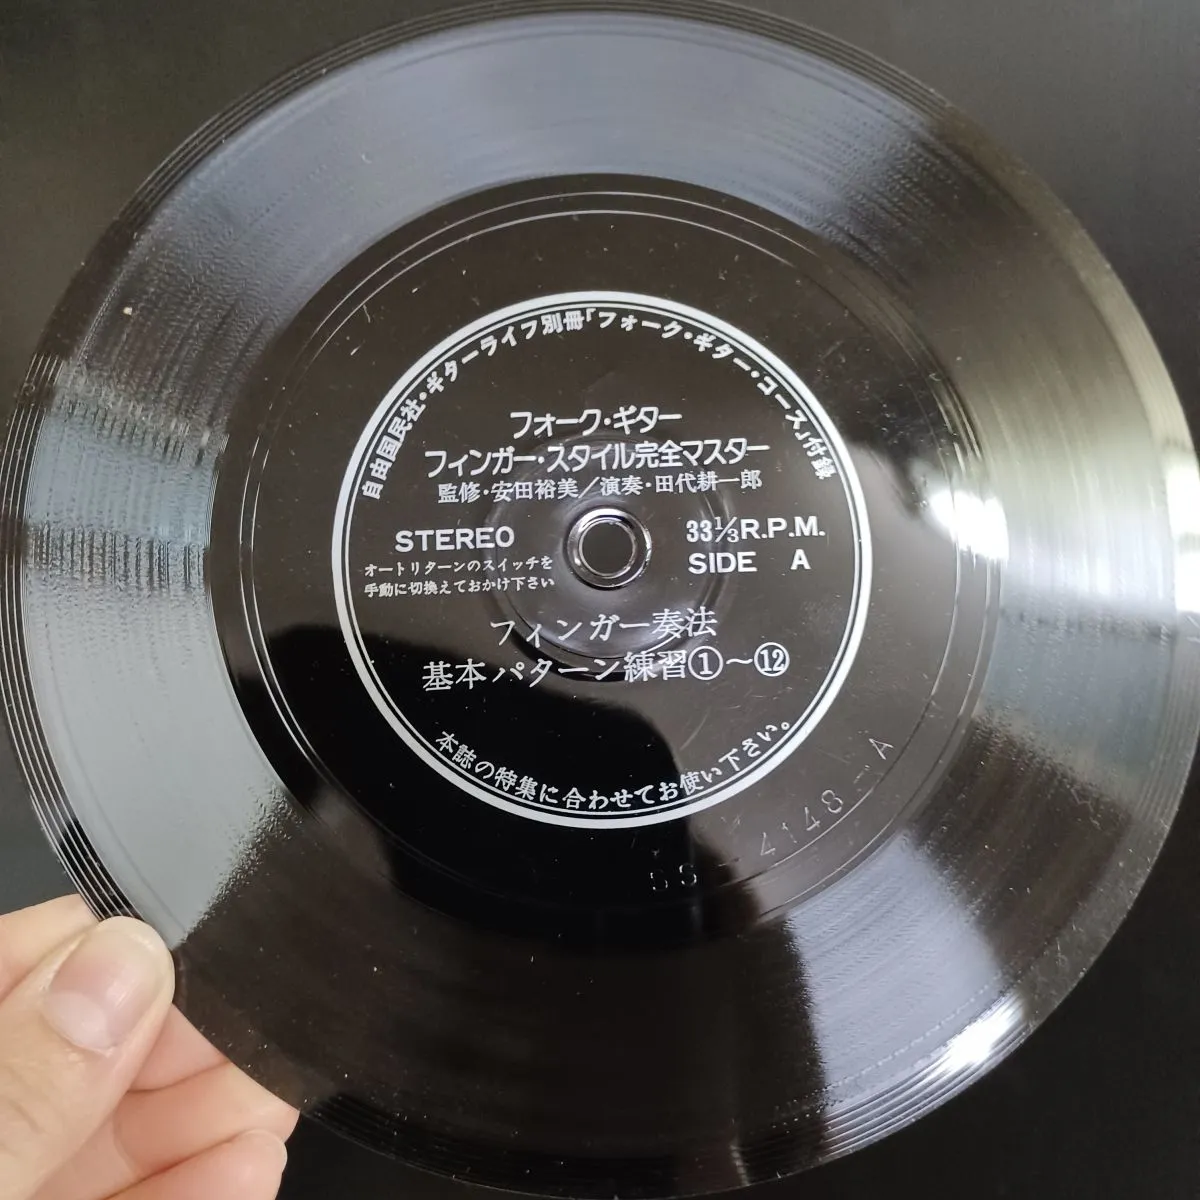 自由国民社・ギターライフ別冊「フォーク・ギター・コース」付録
フォーク・ギター
フィンガー・スタイル完全マスター
監修・安田裕美/演奏・田代耕一郎
STEREO
33⅓R.P.M.
SIDE A
オートリターンのスイッチを
手動に切換えておかけ下さい
フィンガー奏法
基本パターン練習①〜⑫
本誌の特集に合わせてお使い下さい。
SS-4148-A